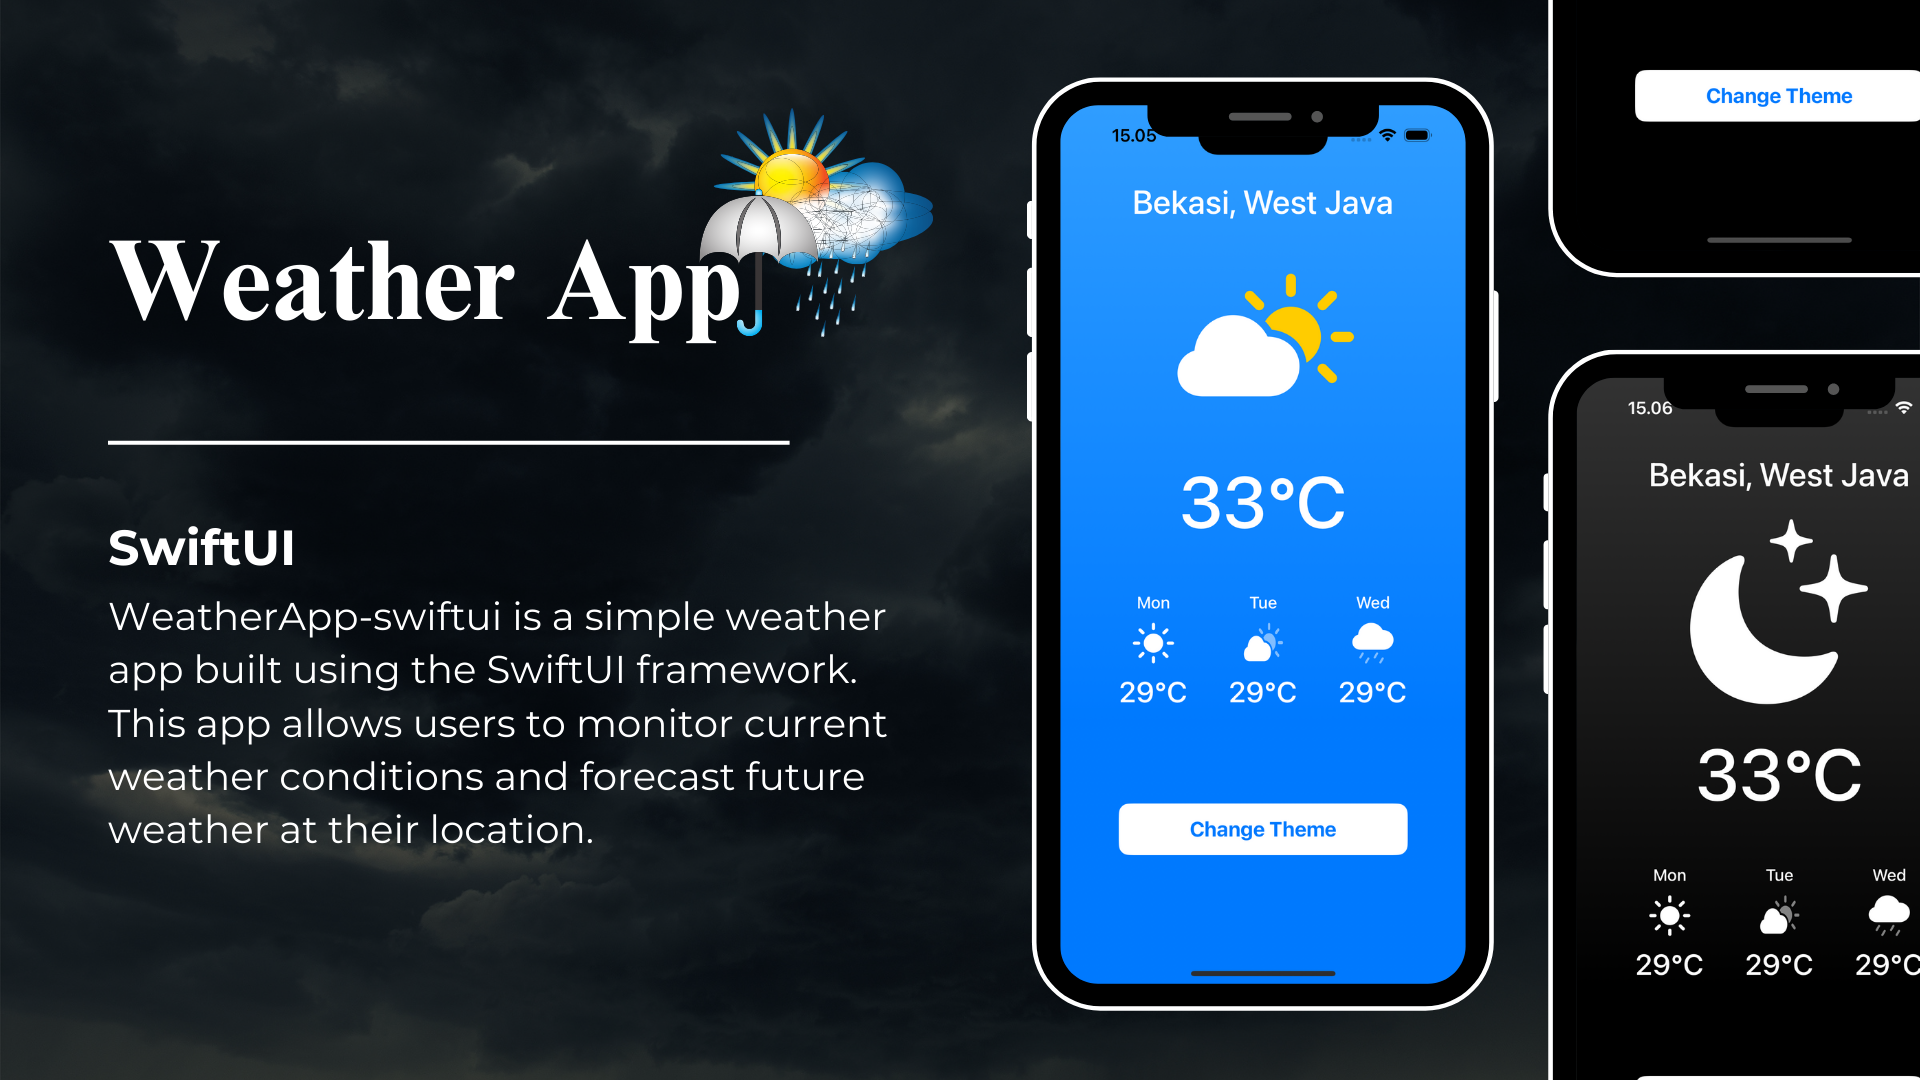 Weather App
SwiftUI
WeatherApp-swiftui is a simple weather
app built using the SwiftUI framework.
This app allows users to monitor current
weather conditions and forecast future
weather at their location.
15.05
Bekasi, West Java
33°C
Mon Tue Wed
29°C 29°C 29°C
Change Theme
Change Theme
15.06
Bekasi, West Java
33°C
Mon Tue Wed
29°C 29°C 29°C